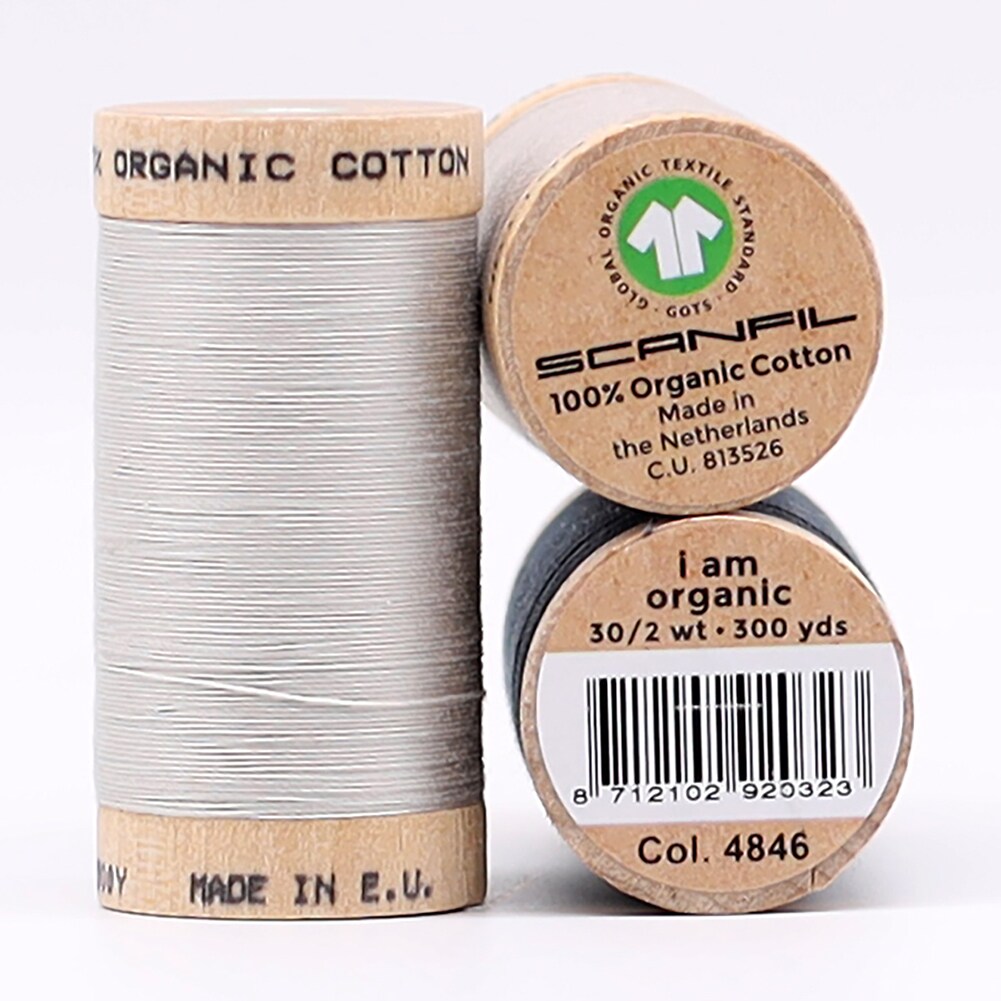 % ORGANIC COTTON
MADE IN E.U.
GLOBAL ORGANIC TEXTILE STANDARD · GOTS ·
SCANFIL
100% Organic Cotton
Made in
the Netherlands
C.U. 813526
i am
organic
30/2 wt • 300 yds
8 712102 920323
Col. 4846